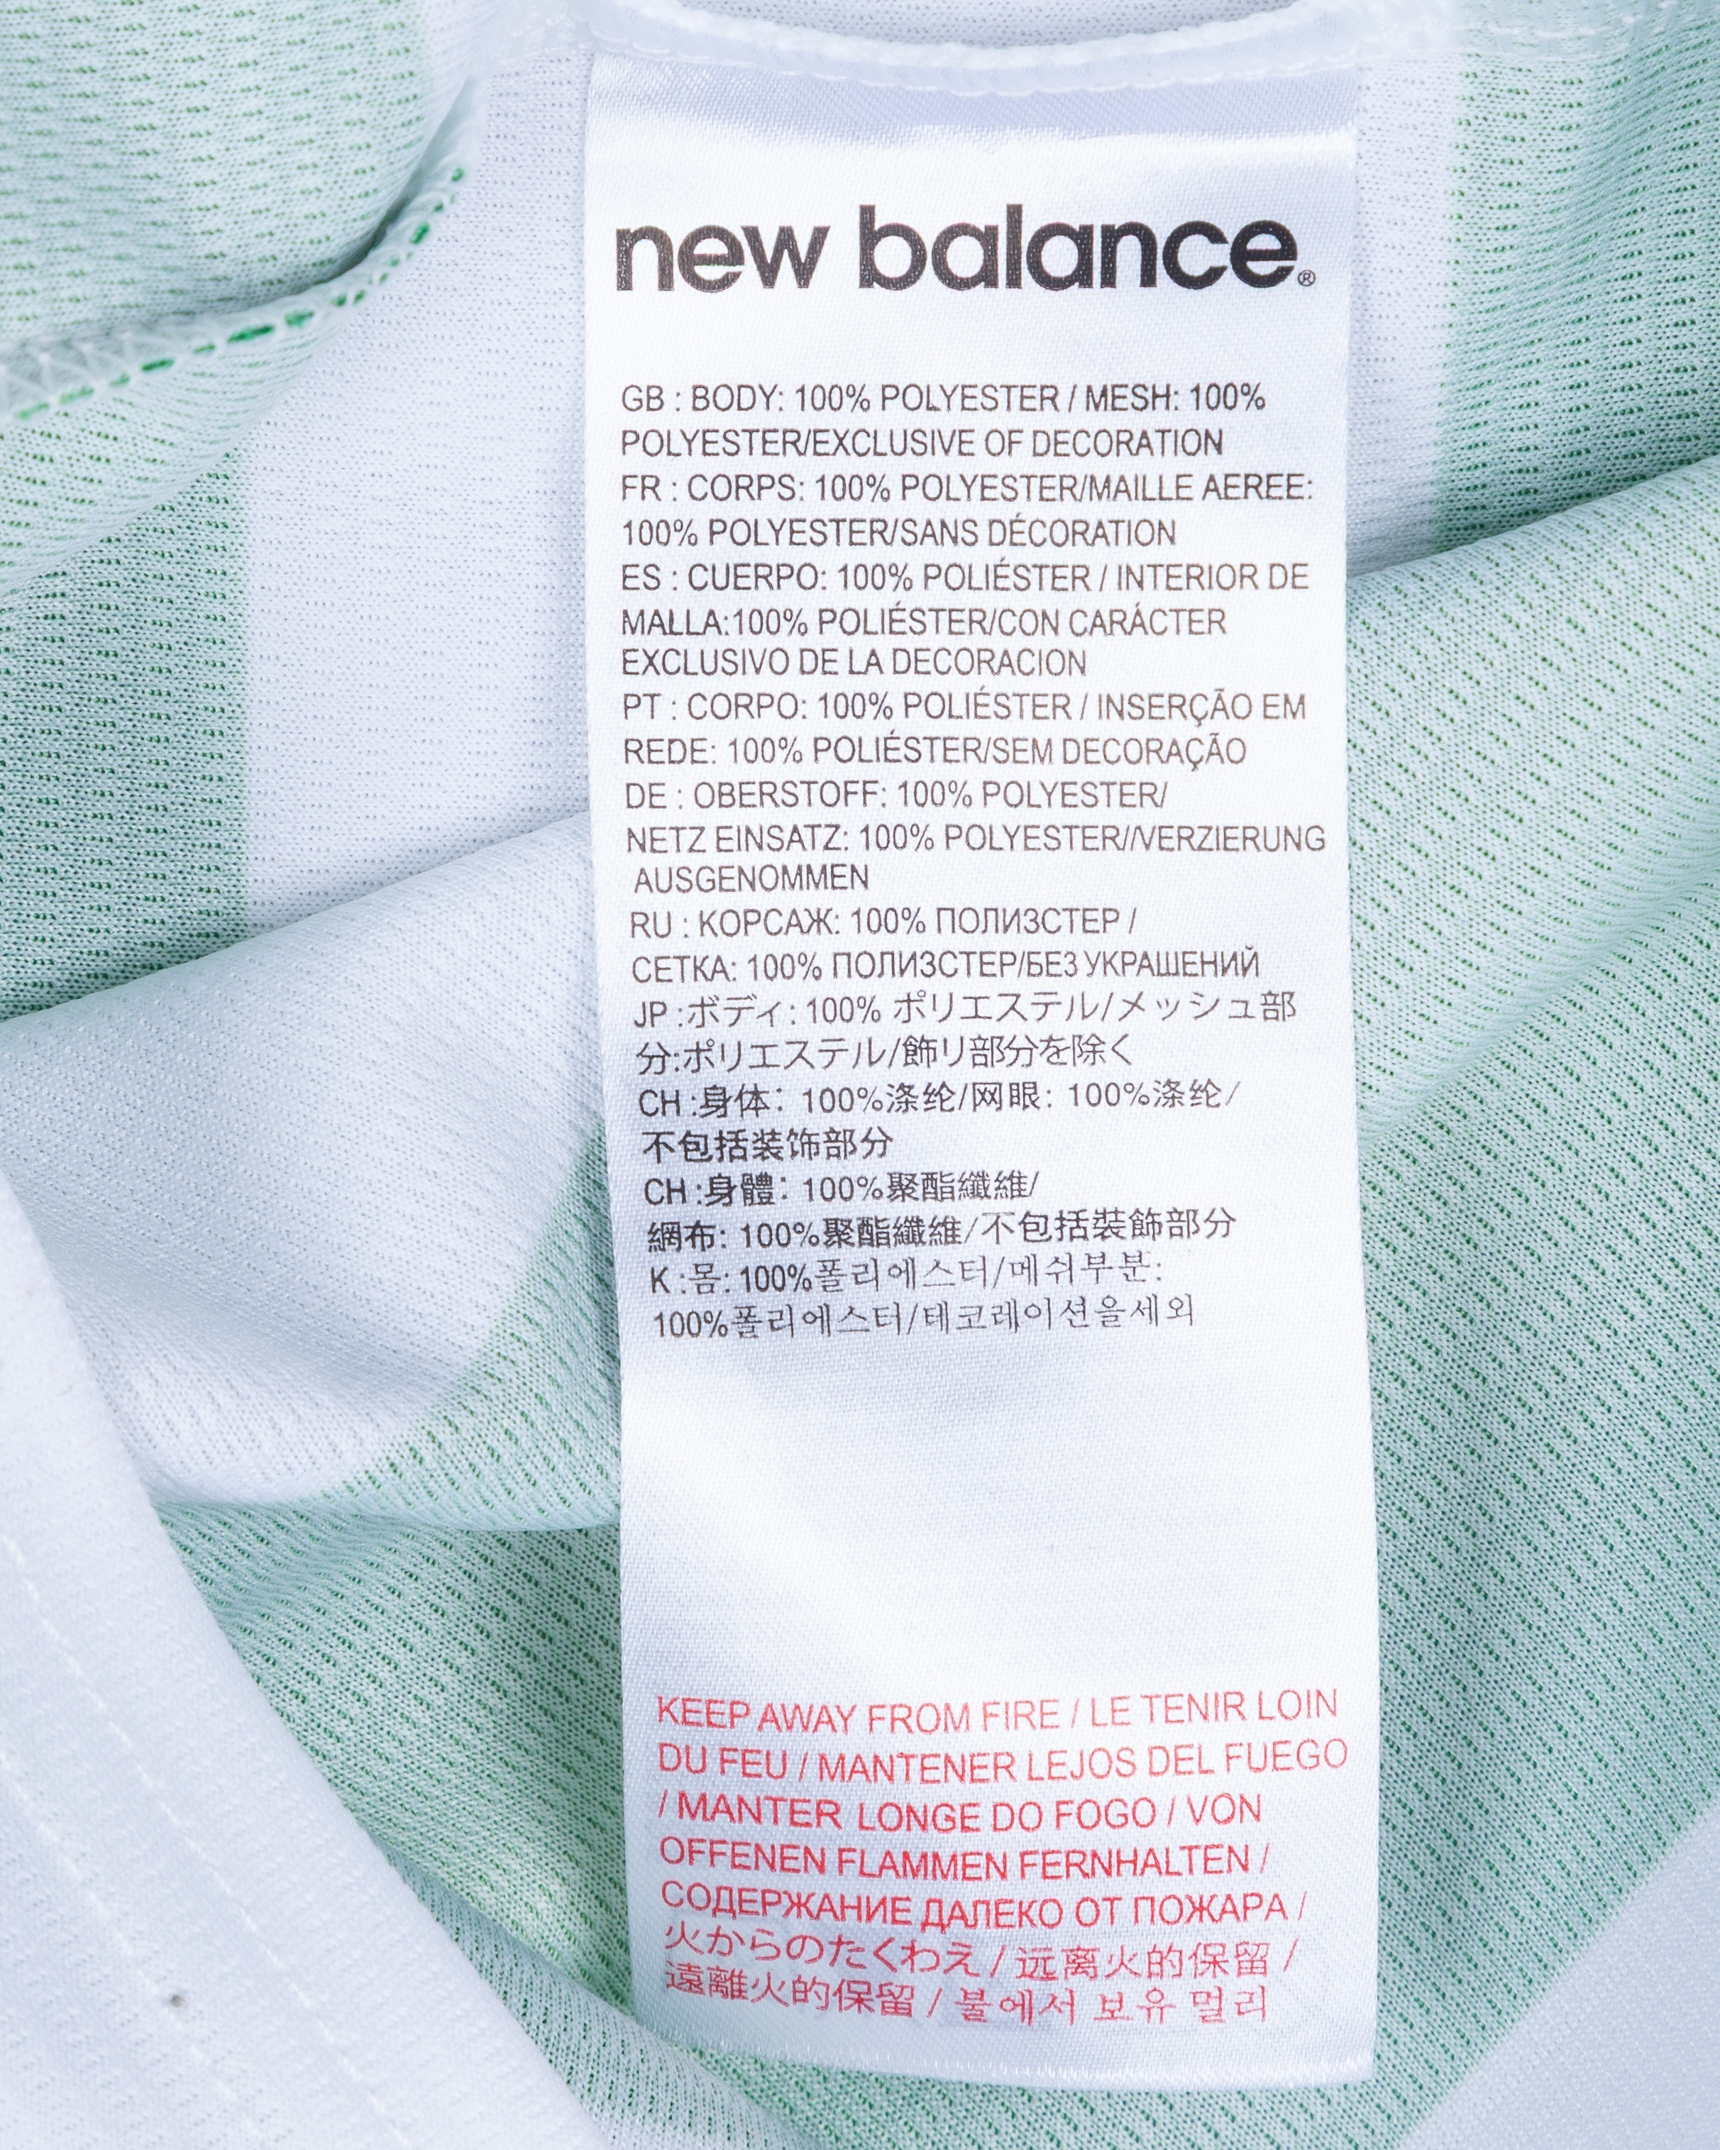 new balance®
GB : BODY: 100% POLYESTER / MESH: 100%
POLYESTER/EXCLUSIVE OF DECORATION
FR : CORPS: 100% POLYESTER/MAILLE AEREE:
100% POLYESTER/SANS DÉCORATION
ES : CUERPO: 100% POLIÉSTER / INTERIOR DE
MALLA:100% POLIÉSTER/CON CARÁCTER
EXCLUSIVO DE LA DECORACION
PT : CORPO: 100% POLIÉSTER / INSERÇÃO EM
REDE: 100% POLIÉSTER/SEM DECORAÇÃO
DE : OBERSTOFF: 100% POLYESTER/
NETZ EINSATZ: 100% POLYESTER//VERZIERUNG
AUSGENOMMEN
RU : КОРСАЖ: 100% ПОЛИЗСТЕР /
СЕТКА: 100% ПОЛИЗСТЕР/БЕЗ УКРАШЕНИЙ
JP :ボディ: 100% ポリエステル/メッシュ部
分:ポリエステル/飾り部分を除く
CH :身体: 100%涤纶/网眼: 100%涤纶/
不包括装饰部分
CH :身體: 100%聚酯纖維/
網布: 100%聚酯纖維/不包括裝飾部分
K :몸: 100%폴리에스터/메쉬부분:
100%폴리에스터/테코레이션을세외
KEEP AWAY FROM FIRE / LE TENIR LOIN
DU FEU / MANTENER LEJOS DEL FUEGO
/ MANTER LONGE DO FOGO / VON
OFFENEN FLAMMEN FERNHALTEN /
СОДЕРЖАНИЕ ДАЛЕКО ОТ ПОЖАРА /
火からのたくわえ / 远离火的保留 /
遠離火的保留 / 불에서 보유 멀리